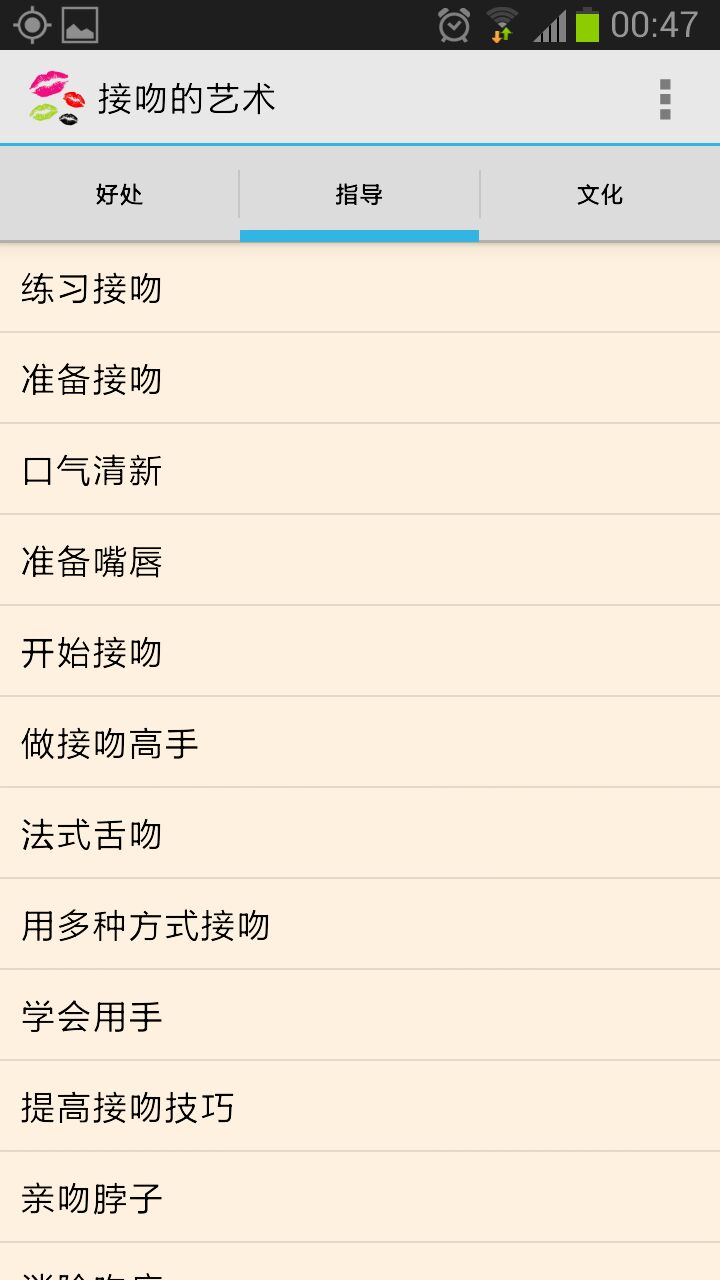 00:47
接吻的艺术
好处 指导 文化
练习接吻
准备接吻
口气清新
准备嘴唇
开始接吻
做接吻高手
法式舌吻
用多种方式接吻
学会用手
提高接吻技巧
亲吻脖子